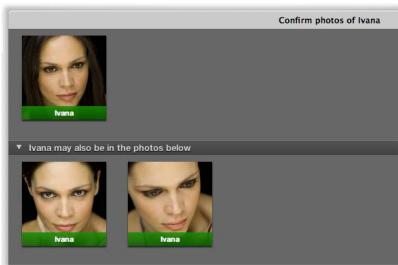 Confirm photos of Ivana
Ivana
Ivana may also be in the photos below
Ivana
Ivana